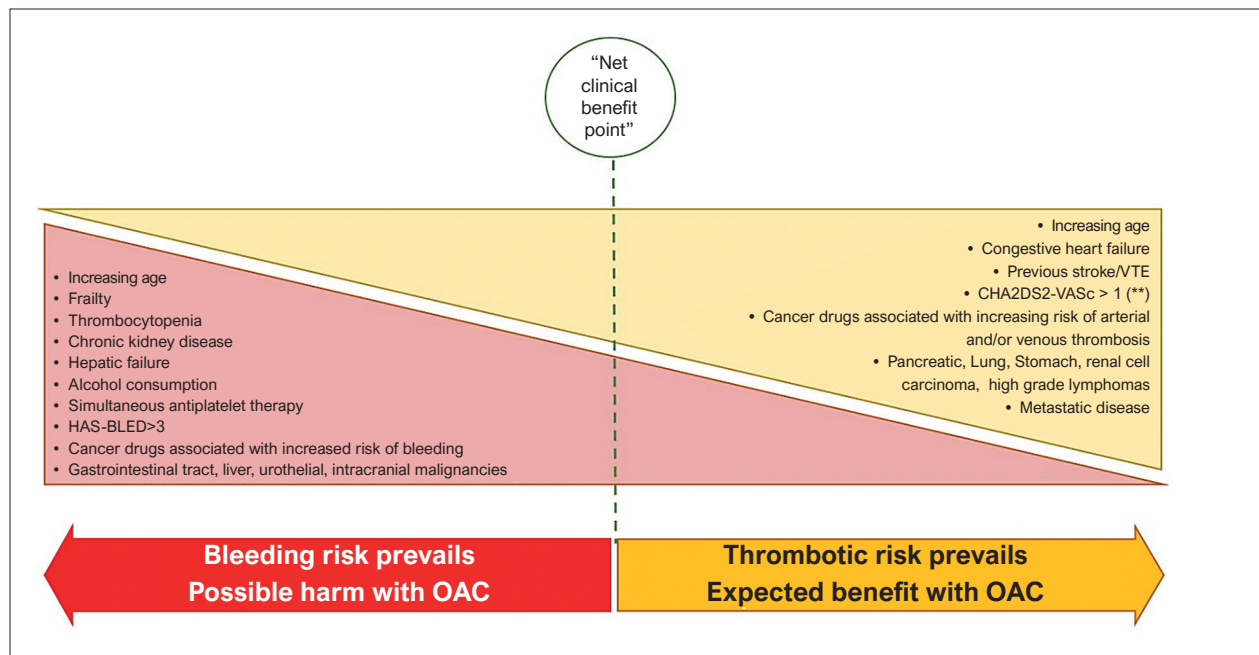 “Net
clinical
benefit
point”
• Increasing age
• Frailty
• Thrombocytopenia
• Chronic kidney disease
• Hepatic failure
• Alcohol consumption
• Simultaneous antiplatelet therapy
• HAS-BLED>3
• Cancer drugs associated with increased risk of bleeding
• Gastrointestinal tract, liver, urothelial, intracranial malignancies
• Increasing age
• Congestive heart failure
• Previous stroke/VTE
• CHA2DS2-VASc > 1 (**)
• Cancer drugs associated with increasing risk of arterial
and/or venous thrombosis
• Pancreatic, Lung, Stomach, renal cell
carcinoma, high grade lymphomas
• Metastatic disease
Bleeding risk prevails
Possible harm with OAC
Thrombotic risk prevails
Expected benefit with OAC